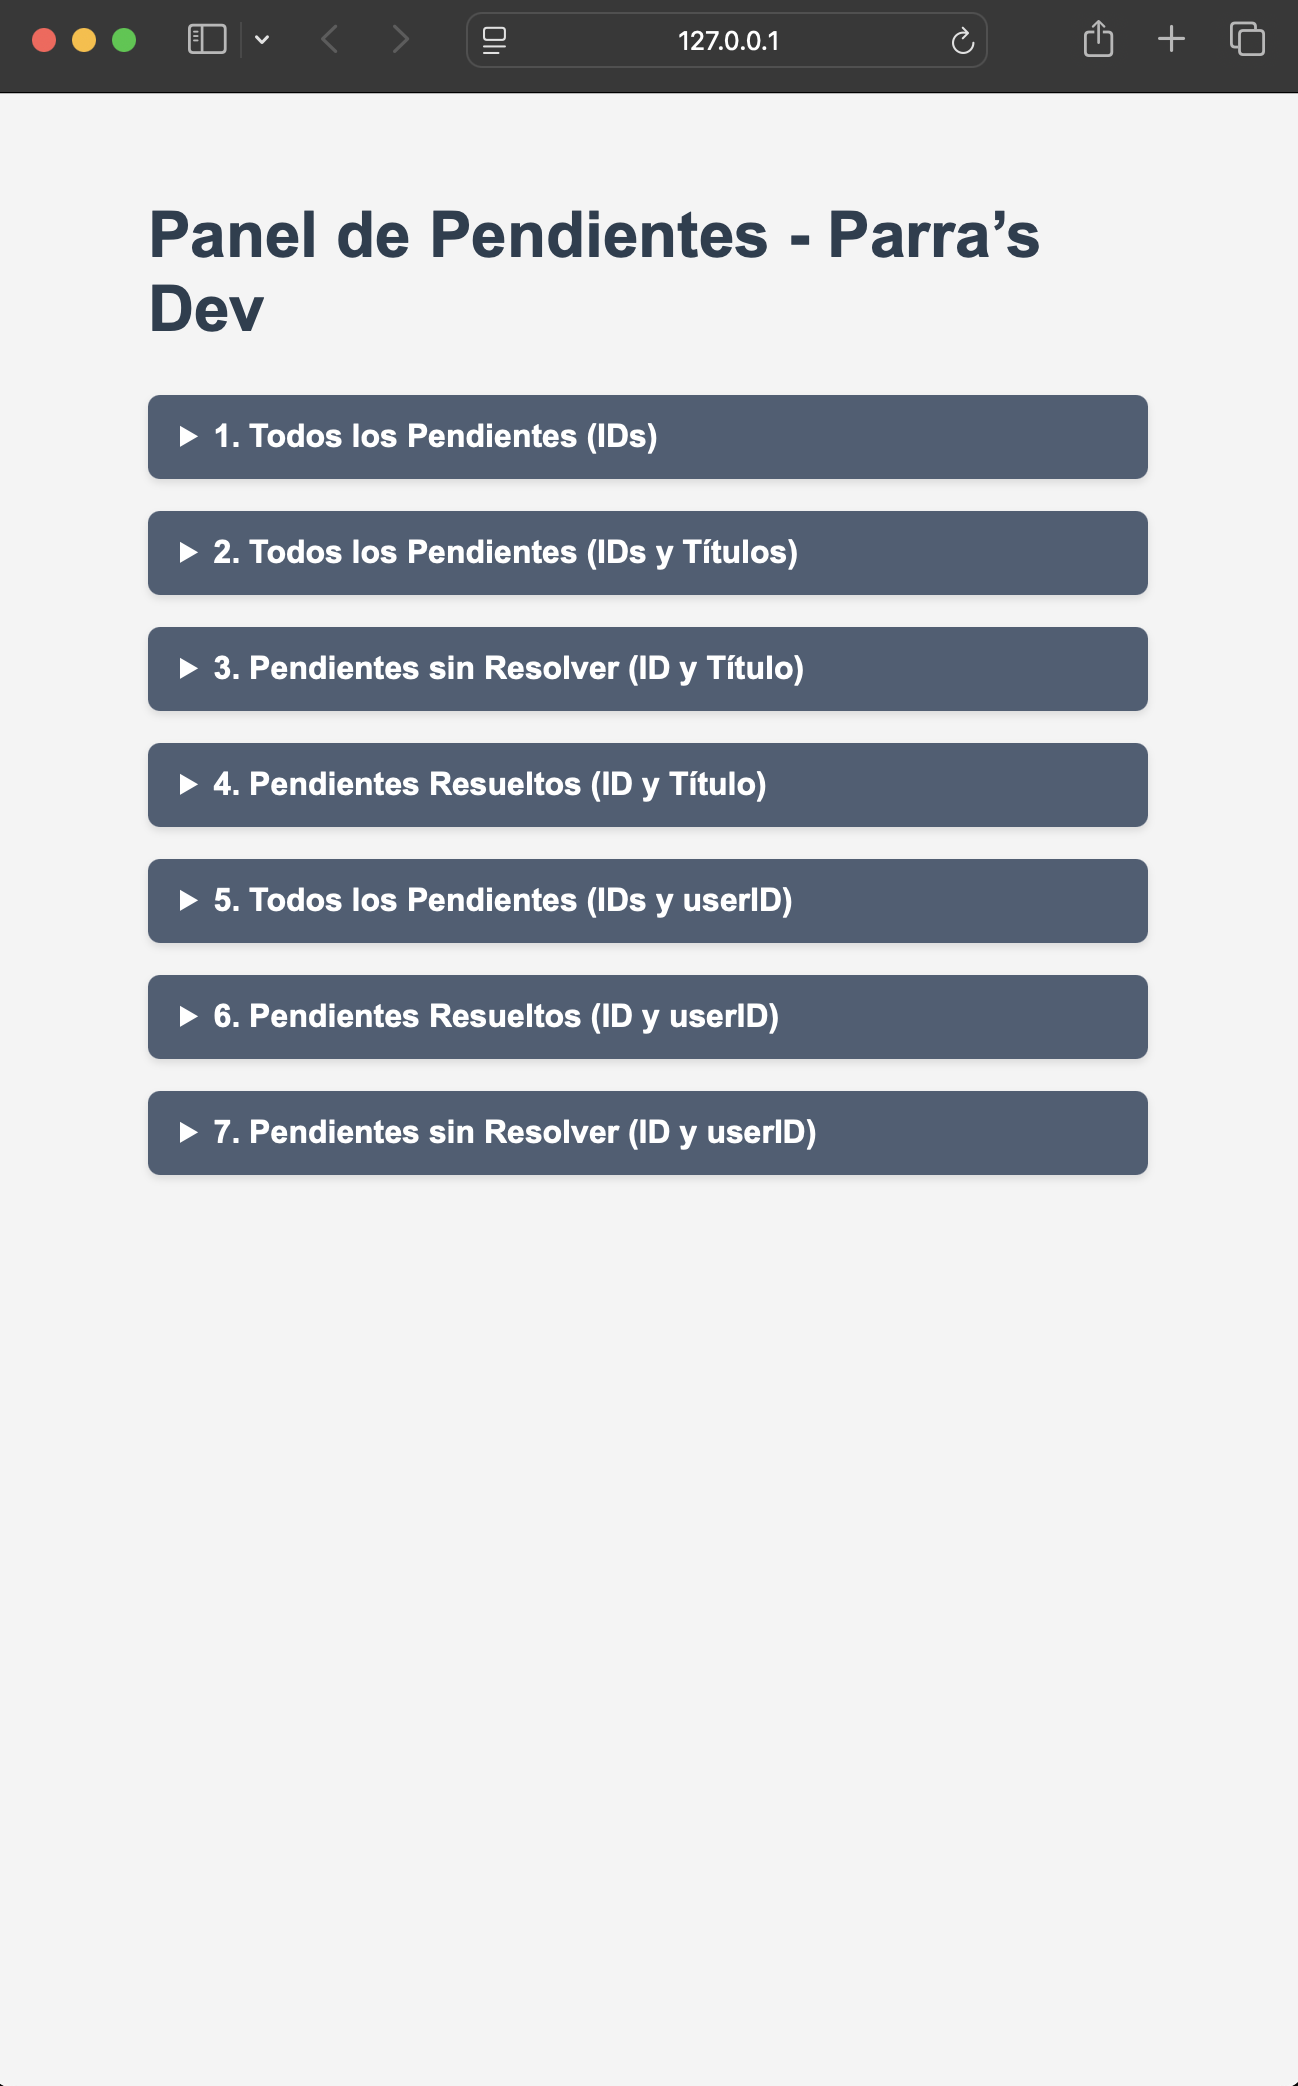 127.0.0.1
Panel de Pendientes - Parra’s
Dev
1. Todos los Pendientes (IDs)
2. Todos los Pendientes (IDs y Títulos)
3. Pendientes sin Resolver (ID y Título)
4. Pendientes Resueltos (ID y Título)
5. Todos los Pendientes (IDs y userID)
6. Pendientes Resueltos (ID y userID)
7. Pendientes sin Resolver (ID y userID)